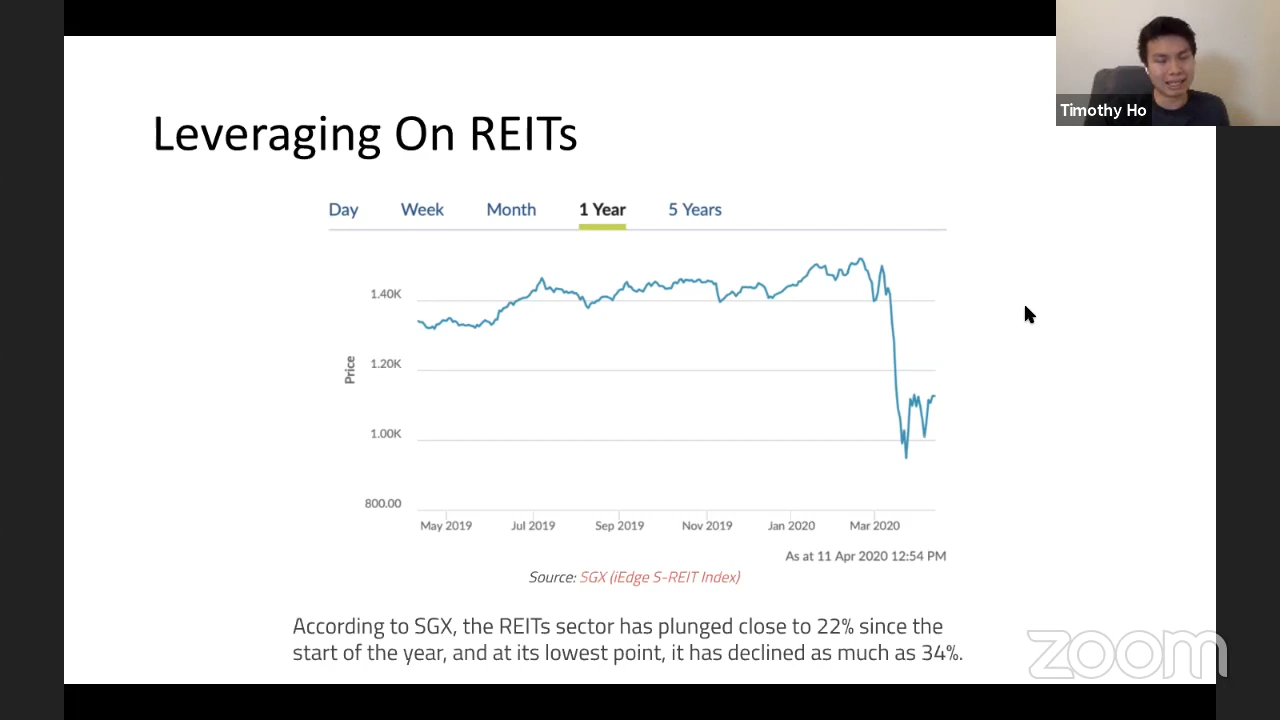 Timothy Ho
Leveraging On REITs
Day Week Month 1 Year 5 Years
1.40K
1.20K
Price
1.00K
800.00
May 2019 Jul 2019 Sep 2019 Nov 2019 Jan 2020 Mar 2020
As at 11 Apr 2020 12:54 PM
Source: SGX (iEdge S-REIT Index)
According to SGX, the REITs sector has plunged close to 22% since the
start of the year, and at its lowest point, it has declined as much as 34%.
zoom